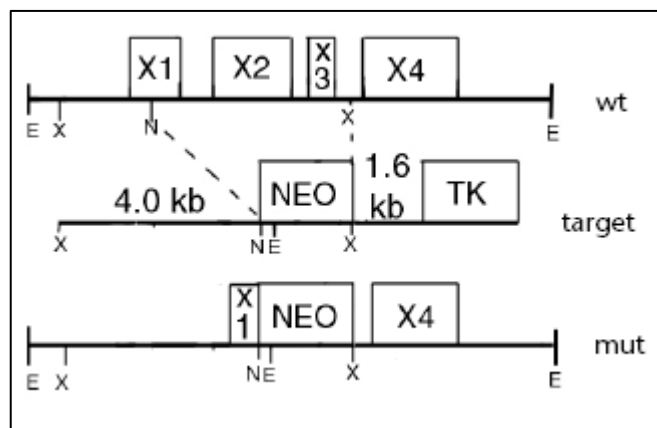 X1 X2 X 3 X4
wt
E X N X E
4.0 kb NEO 1.6 kb TK
target
X N E X
X 1 NEO X4
mut
E X N E X E